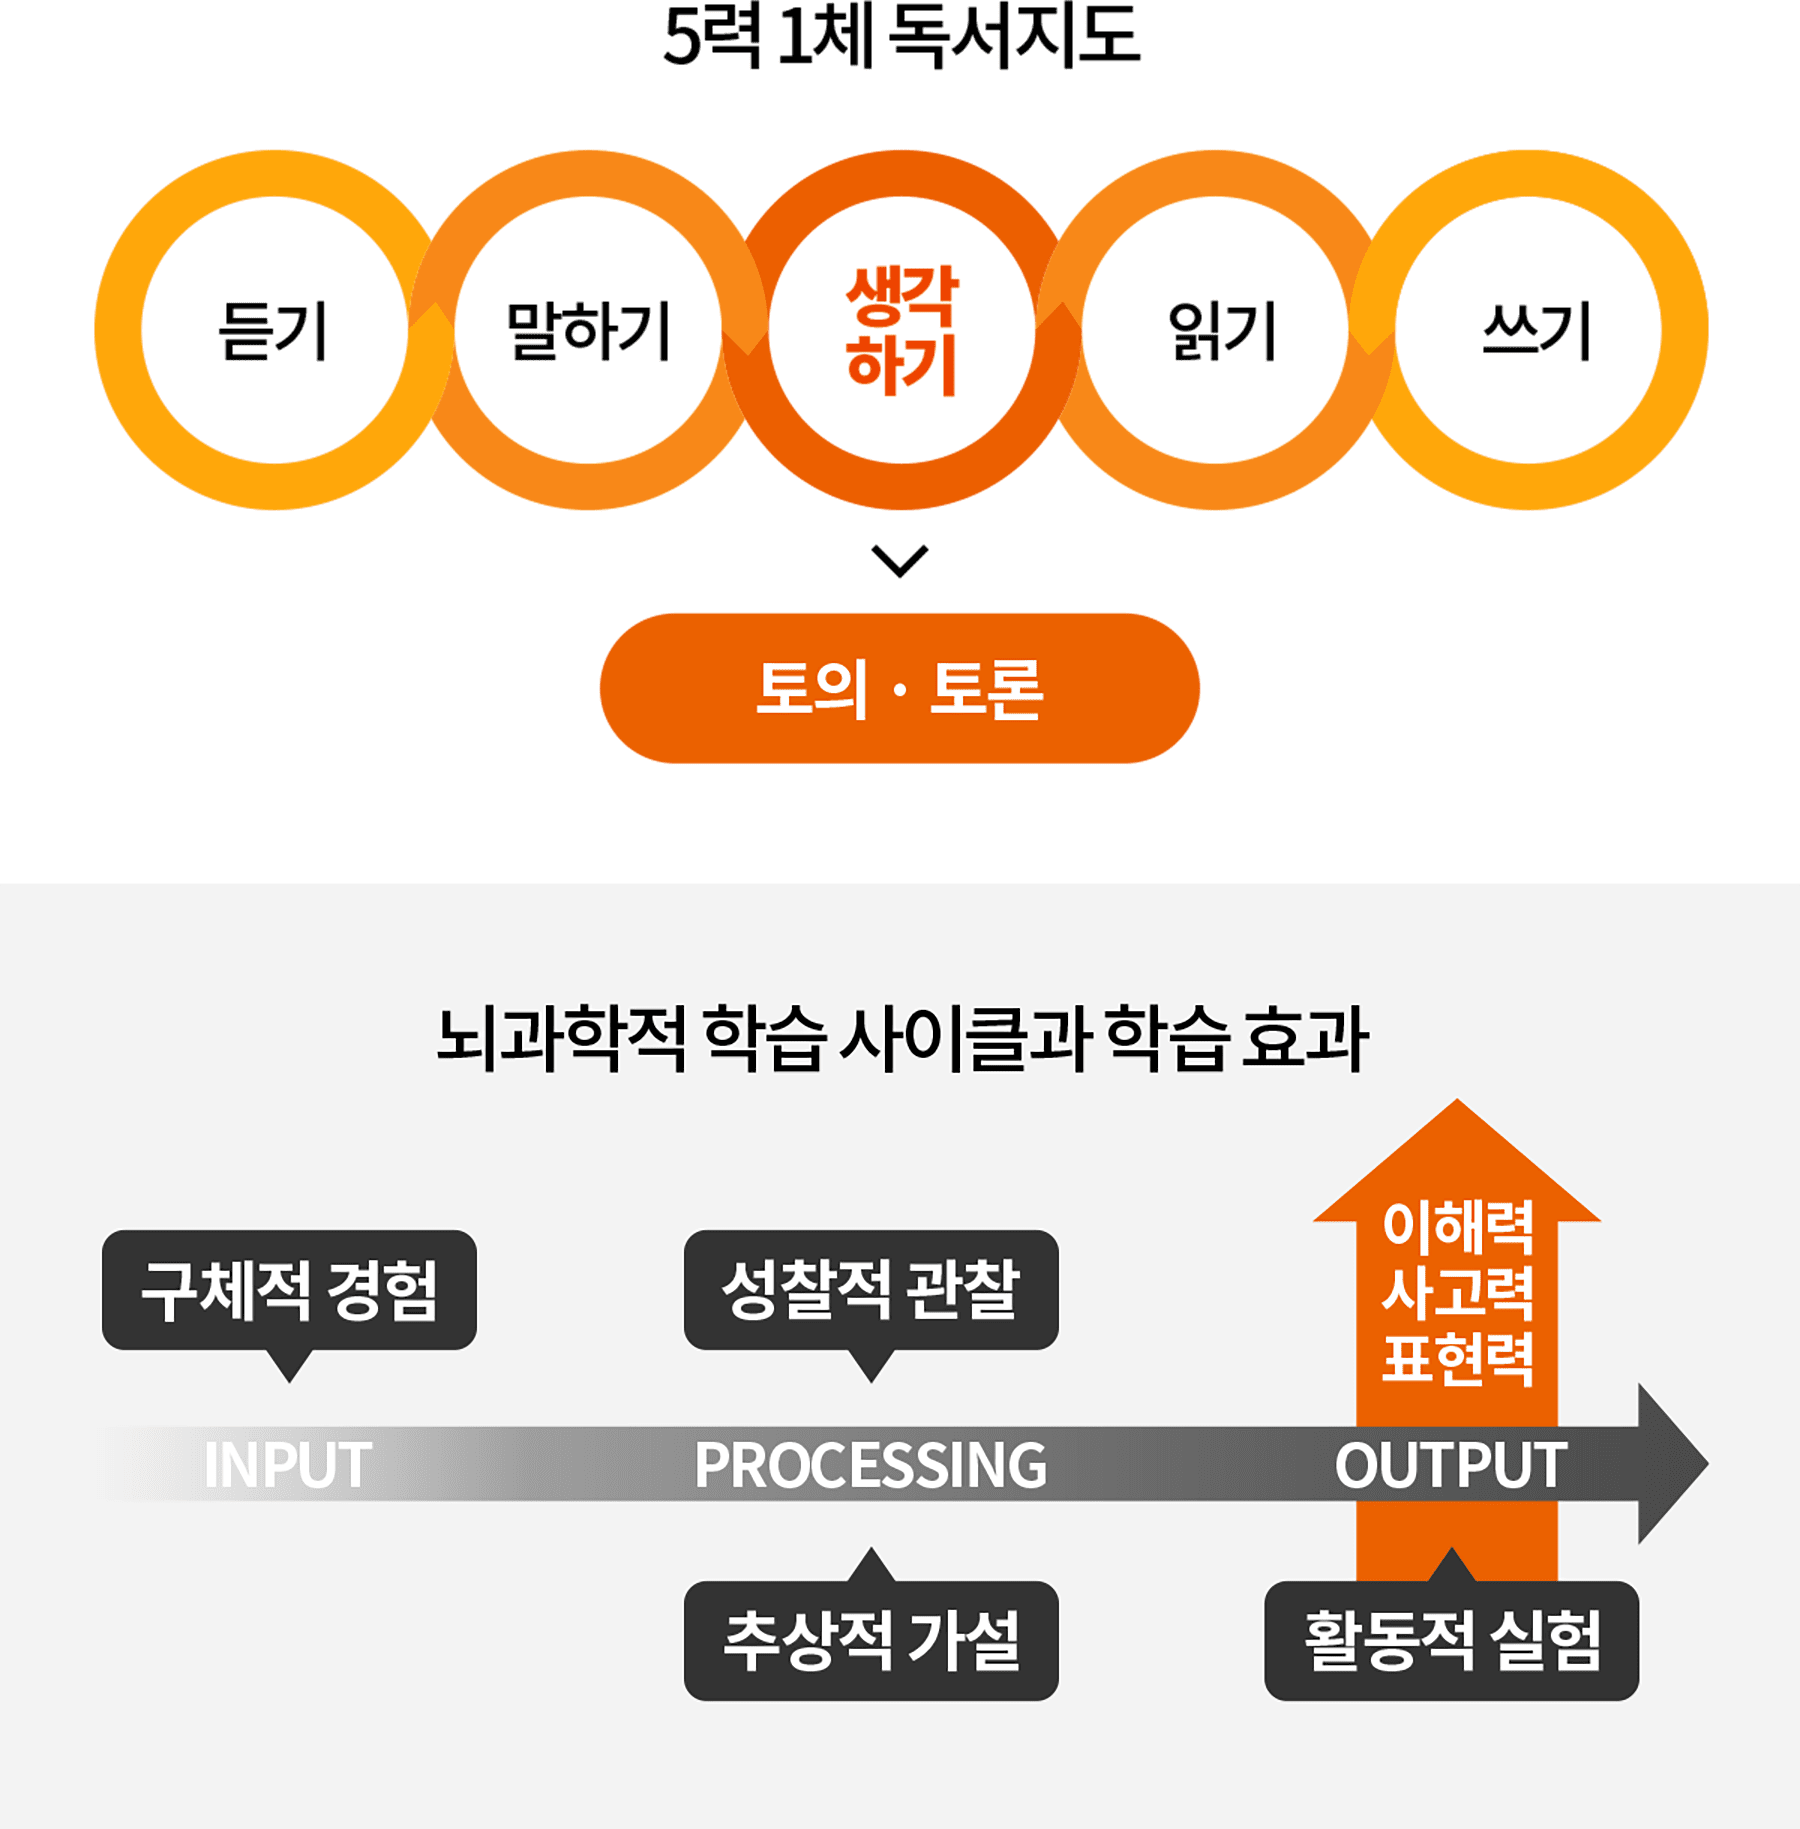 5력 1체 독서지도
듣기
말하기
생각
하기
읽기
쓰기
토의 · 토론
뇌과학적 학습 사이클과 학습 효과
구체적 경험
성찰적 관찰
이해력
사고력
표현력
INPUT
PROCESSING
OUTPUT
추상적 가설
활동적 실험